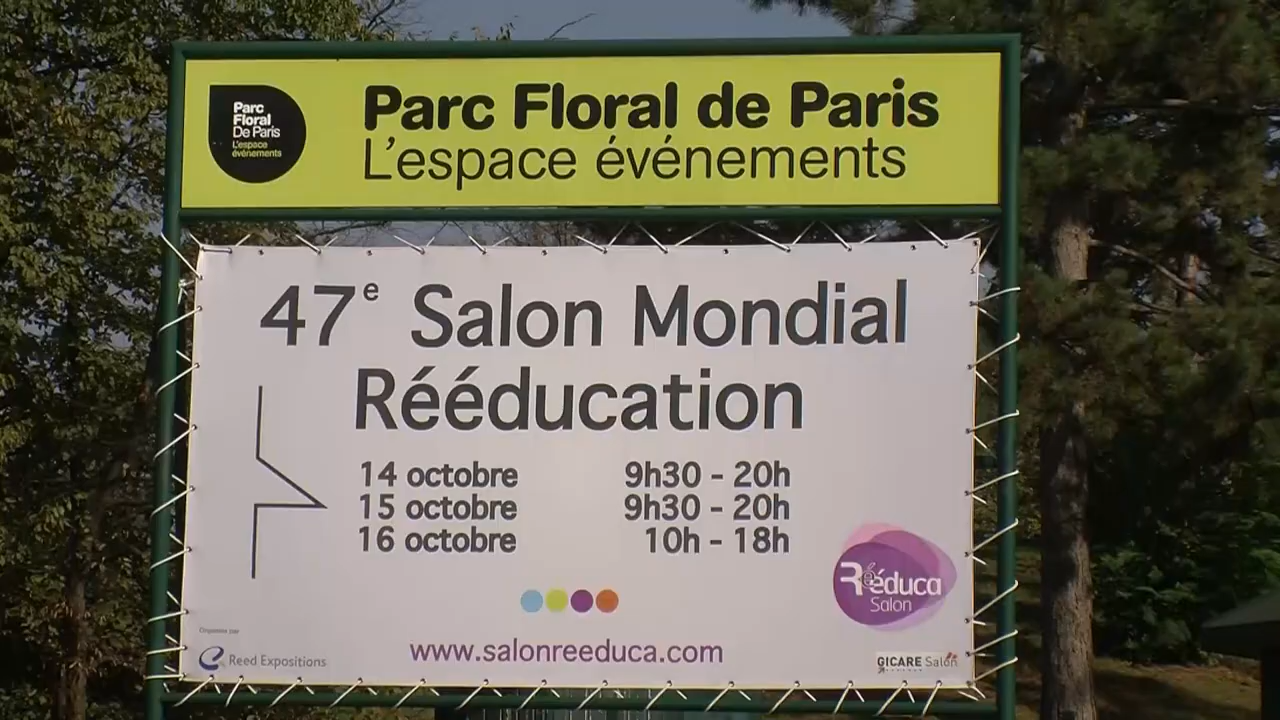 Parc
Floral
De Paris
L'espace
événements
Parc Floral de Paris
L'espace événements
47e Salon Mondial
Rééducation
14 octobre 9h30 - 20h
15 octobre 9h30 - 20h
16 octobre 10h - 18h
Rééduca
Salon
Organisé par
Reed Expositions
www.salonreeduca.com
GICARE Salon